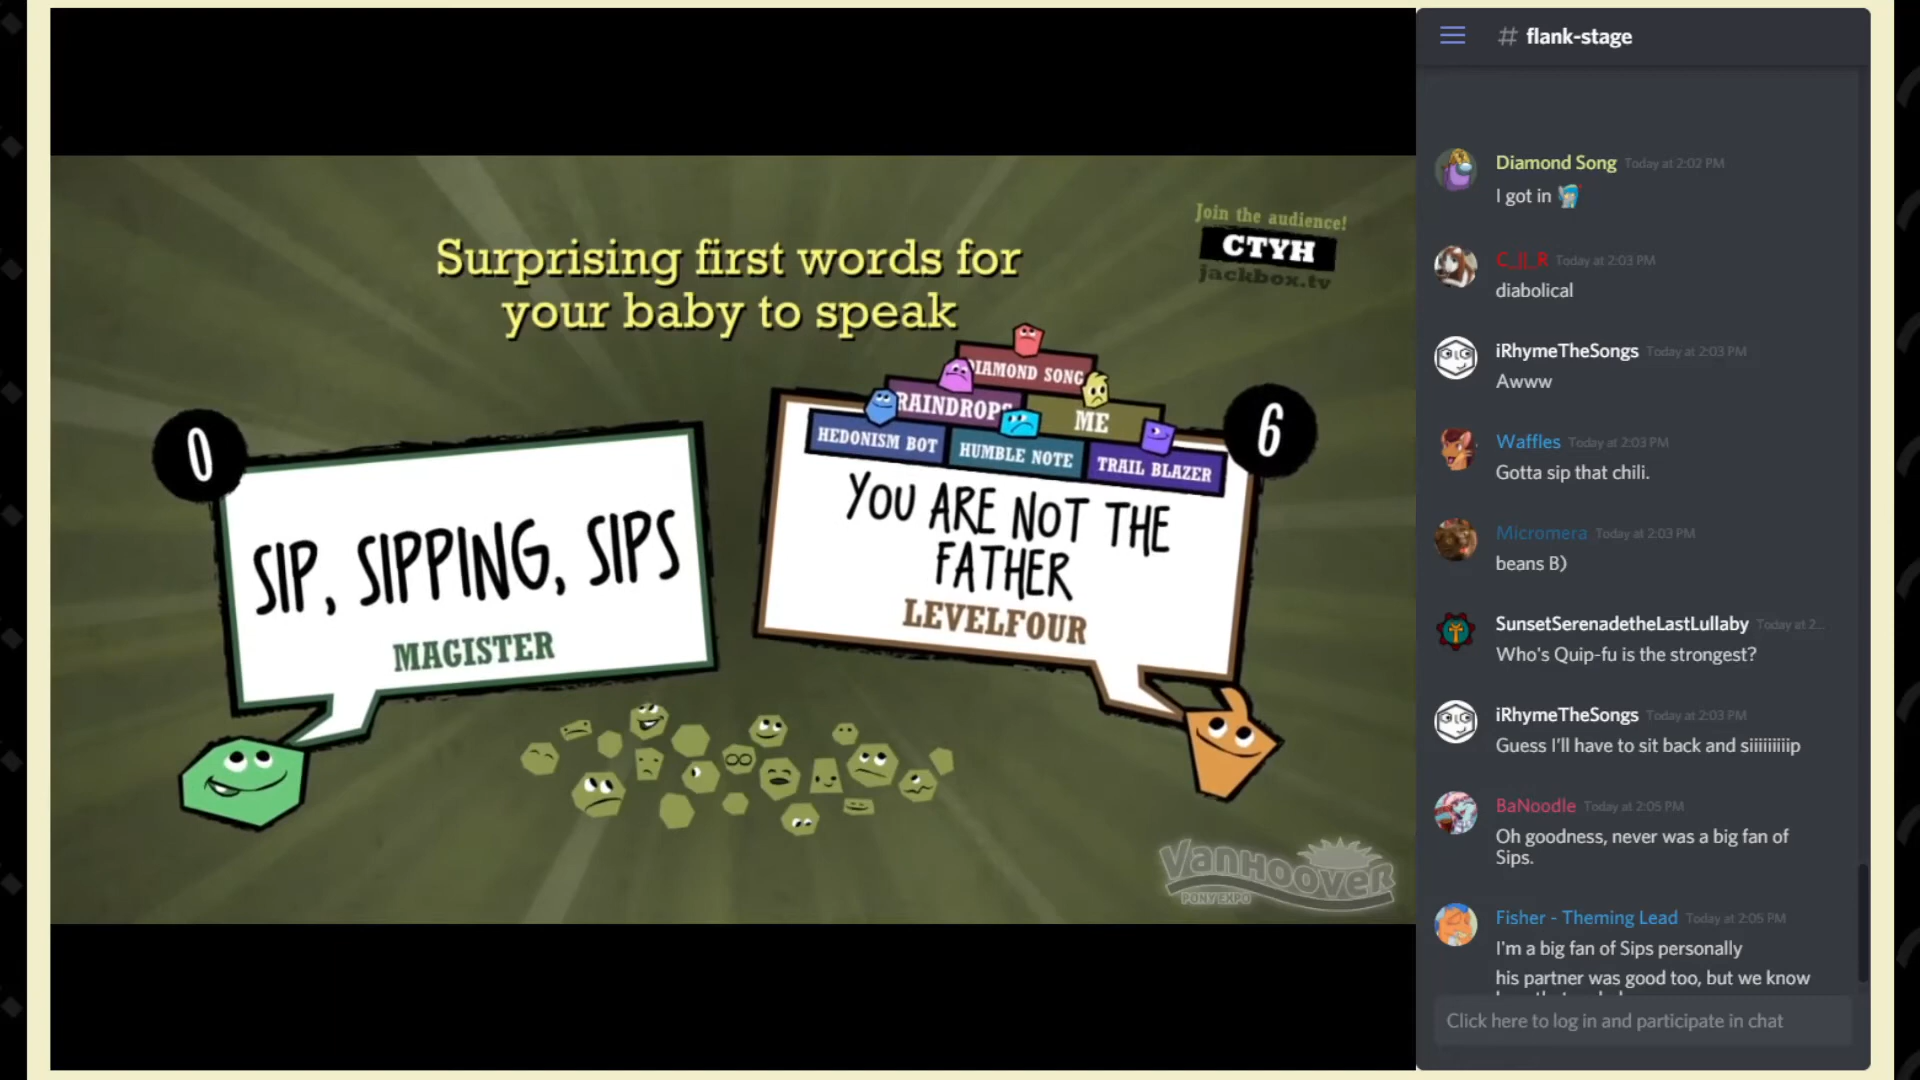 Surprising first words for
your baby to speak
Join the audience!
CTYH
jackbox.tv
0
SIP, SIPPING, SIPS
MAGISTER
6
DIAMOND SONG
RAINDROPS
ME
HEDONISM BOT
HUMBLE NOTE
TRAIL BLAZER
YOU ARE NOT THE
FATHER
LEVELFOUR
VANHOOVER
PONY EXPO
# flank-stage
Diamond Song Today at 2:02 PM
I got in
C_J|_R Today at 2:03 PM
diabolical
iRhymeTheSongs Today at 2:03 PM
Awww
Waffles Today at 2:03 PM
Gotta sip that chili.
Micromera Today at 2:03 PM
beans B)
SunsetSerenadetheLastLullaby Today at 2...
Who's Quip-fu is the strongest?
iRhymeTheSongs Today at 2:03 PM
Guess I'll have to sit back and siiiiiiiiip
BaNoodle Today at 2:05 PM
Oh goodness, never was a big fan of
Sips.
Fisher - Theming Lead Today at 2:05 PM
I'm a big fan of Sips personally
his partner was good too, but we know
Click here to log in and participate in chat